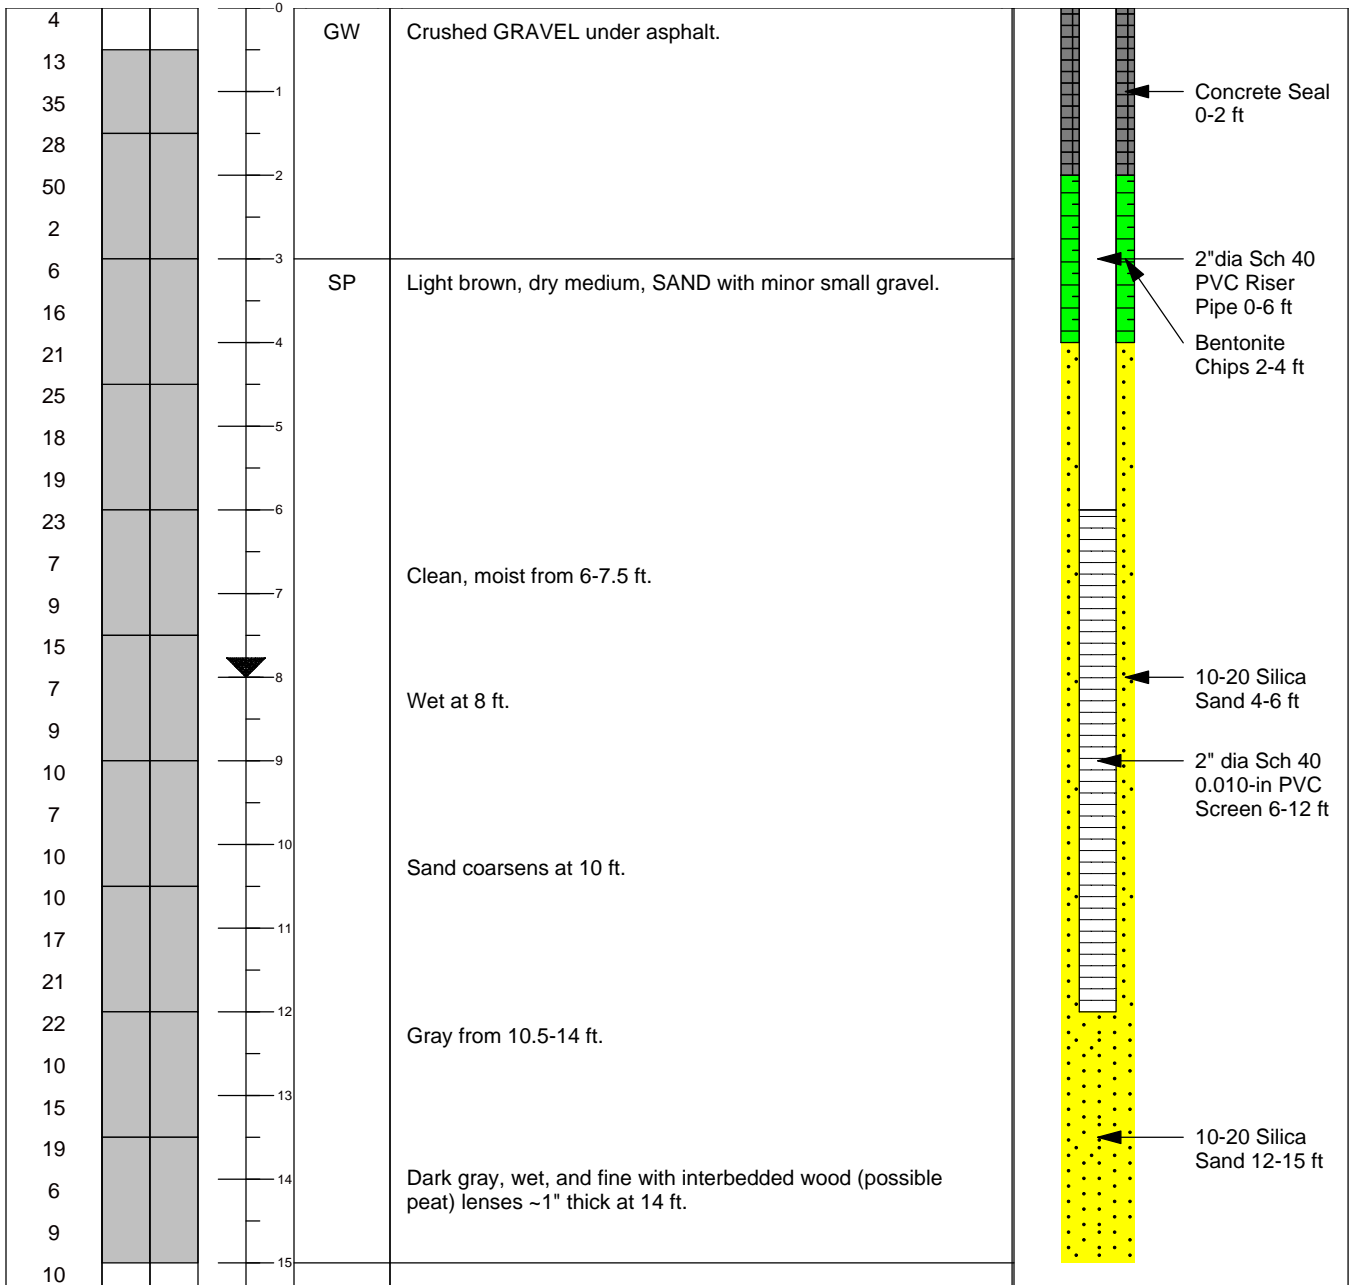 4
13
35
28
50
2
6
16
21
25
18
19
23
7
9
15
7
9
10
7
10
10
17
21
22
10
15
19
6
9
10
0
1
2
3
4
5
6
7
8
9
10
11
12
13
14
15
GW
Crushed GRAVEL under asphalt.
SP
Light brown, dry medium, SAND with minor small gravel.
Clean, moist from 6-7.5 ft.
Wet at 8 ft.
Sand coarsens at 10 ft.
Gray from 10.5-14 ft.
Dark gray, wet, and fine with interbedded wood (possible
peat) lenses ~1" thick at 14 ft.
Concrete Seal
0-2 ft
2"dia Sch 40
PVC Riser
Pipe 0-6 ft
Bentonite
Chips 2-4 ft
10-20 Silica
Sand 4-6 ft
2" dia Sch 40
0.010-in PVC
Screen 6-12 ft
10-20 Silica
Sand 12-15 ft